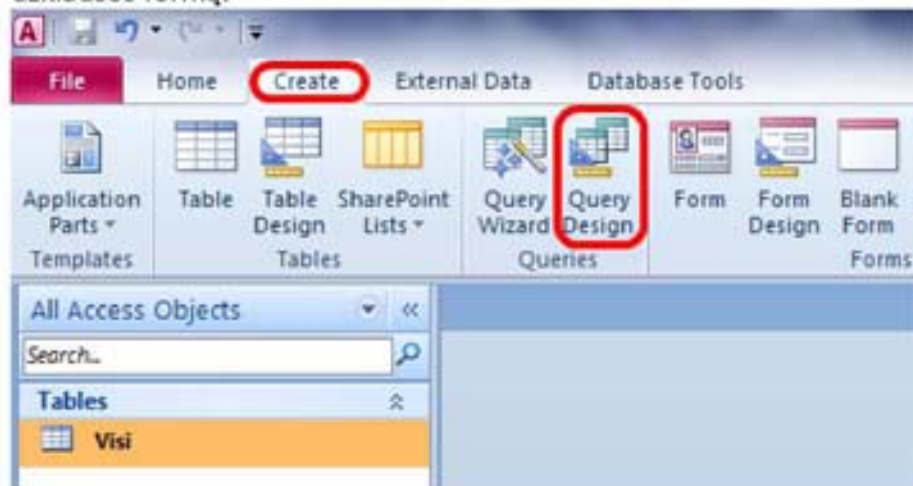 A
File Home Create External Data Database Tools
Application Parts Table Table Design SharePoint Lists Query Wizard Query Design Form Form Design Blank Form
Templates Tables Queries Forms
All Access Objects
Search...
Tables
Visi